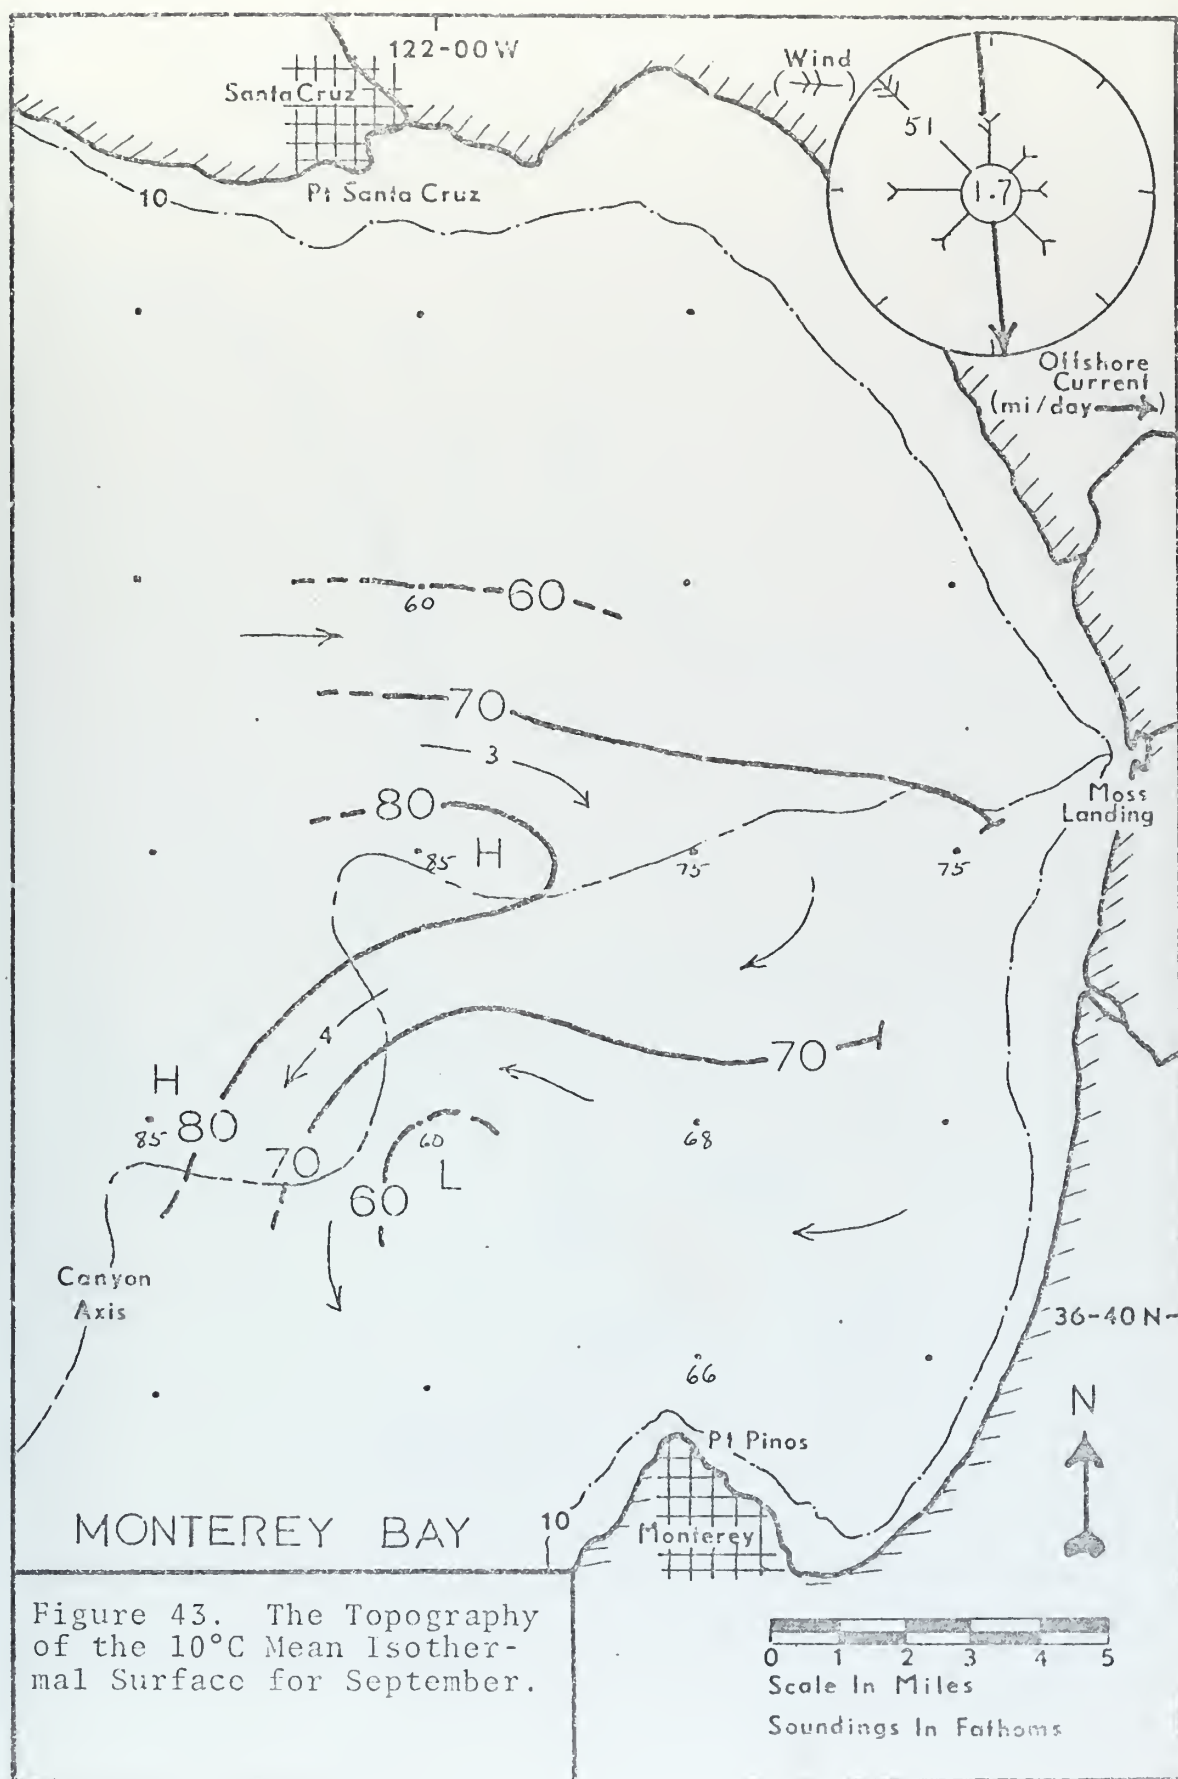 122-00W
Wind
Santa Cruz
51
1.7
Pt Santa Cruz
10
Offshore
Current
(mi/day )
60
60
70
3
80
Moss
Landing
85
H
75
75
4
70
H
85
80
60
68
70
L
60
Canyon
Axis
36-40 N
66
N
Pt Pinos
MONTEREY BAY
10
Monterey
Figure 43. The Topography
of the 10°C Mean Isother-
mal Surface for September.
0 1 2 3 4 5
Scale In Miles
Soundings In Fathoms